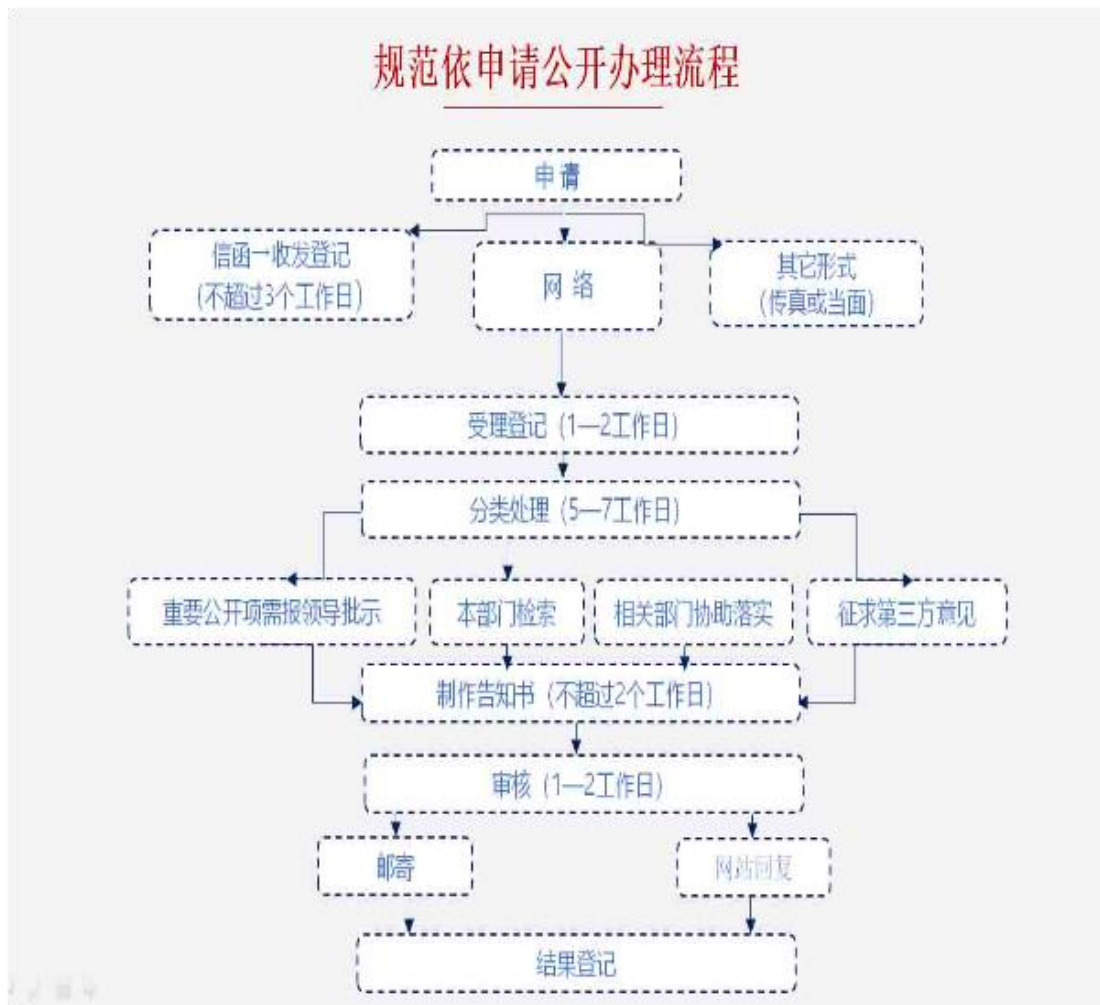 规范依申请公开办理流程
申 请
信函→收发登记
(不超过3个工作日)
网 络
其它形式
(传真或当面)
受理登记 (1—2工作日)
分类处理 (5—7工作日)
重要公开项需报领导批示
本部门检索
相关部门协助落实
征求第三方意见
制作告知书 (不超过2个工作日)
审核 (1—2工作日)
邮寄
网站回复
结果登记